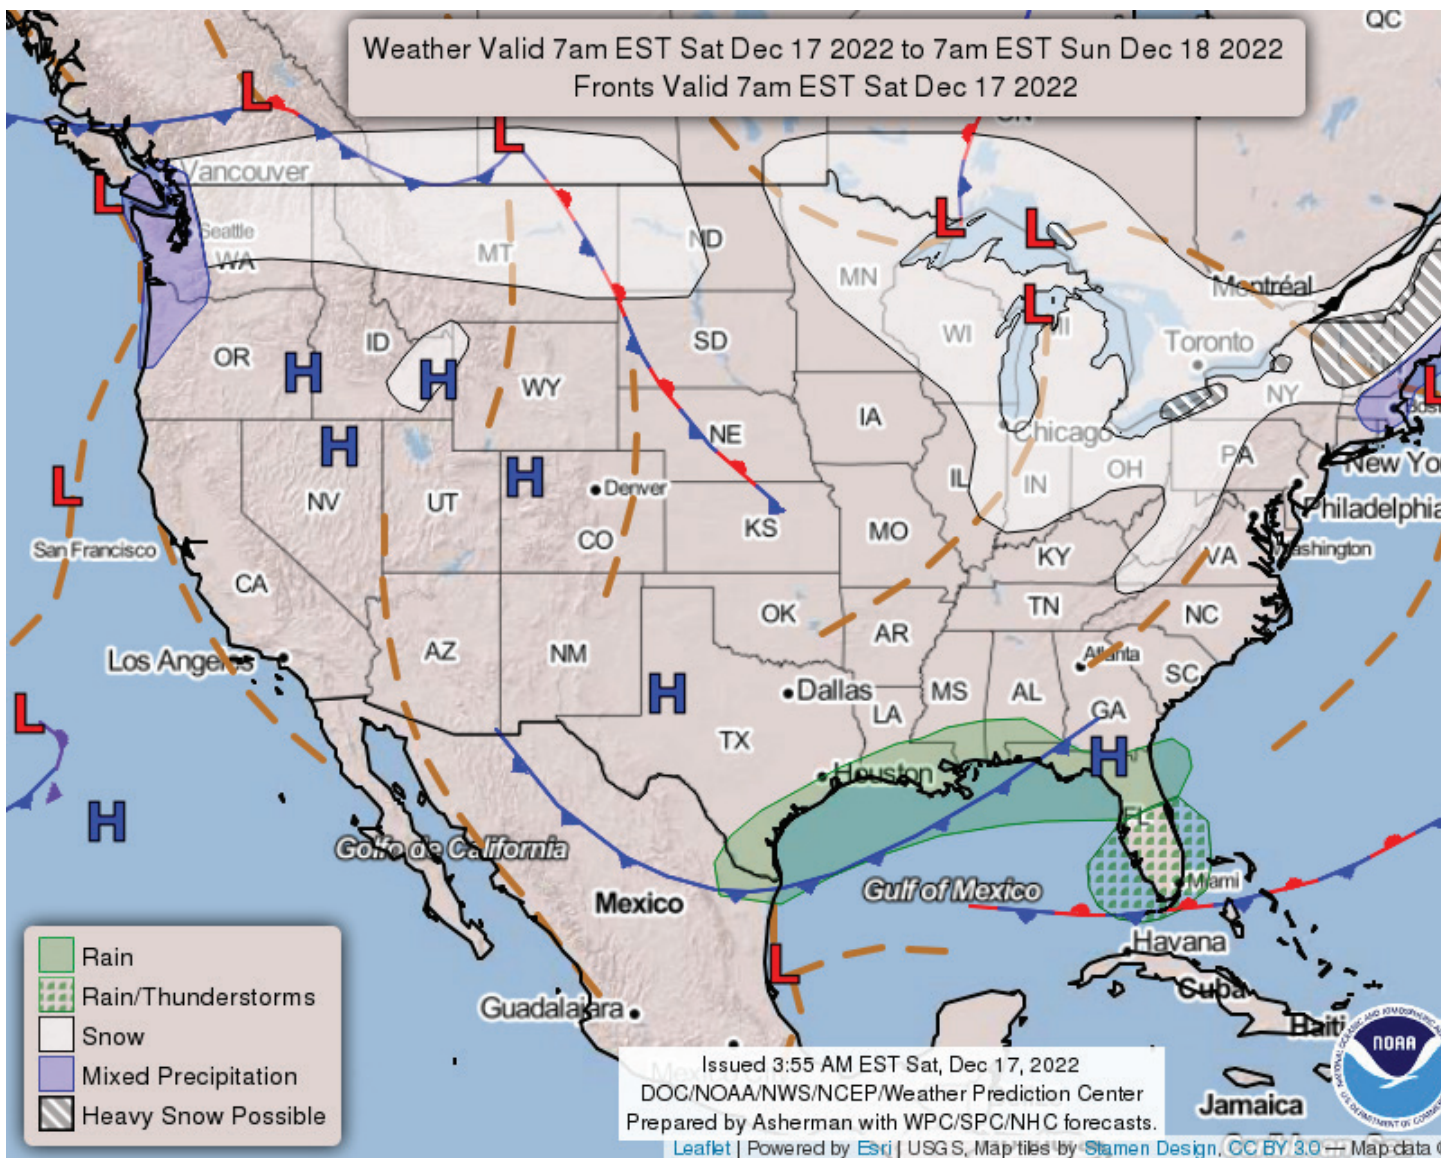 QC
Weather Valid 7am EST Sat Dec 17 2022 to 7am EST Sun Dec 18 2022
Fronts Valid 7am EST Sat Dec 17 2022
ON
L
L
L
Vancouver
L
L
L
Seattle
WA
MT
ND
MN
Montréal
L
WI
MI
Toronto
OR
ID
H
H
WY
SD
NY
L
Bost
IA
NE
Chicago
H
H
PA
New Yo
L
NV
UT
Denver
IL
IN
OH
Philadelphia
San Francisco
CO
KS
MO
KY
VA
Washington
CA
OK
TN
NC
AR
Los Angeles
AZ
NM
Atlanta
SC
H
Dallas
MS
AL
LA
GA
L
TX
H
Houston
H
FL
Golfo de California
Miami
Gulf of Mexico
Mexico
Havana
L
Cuba
Guadalajara
Haiti
Rain
Rain/Thunderstorms
Snow
Mixed Precipitation
Heavy Snow Possible
NOAA
Issued 3:55 AM EST Sat, Dec 17, 2022
DOC/NOAA/NWS/NCEP/Weather Prediction Center
Prepared by Asherman with WPC/SPC/NHC forecasts.
Jamaica
Leaflet | Powered by Esri | USGS, Map tiles by Stamen Design, CC BY 3.0 — Map data ©